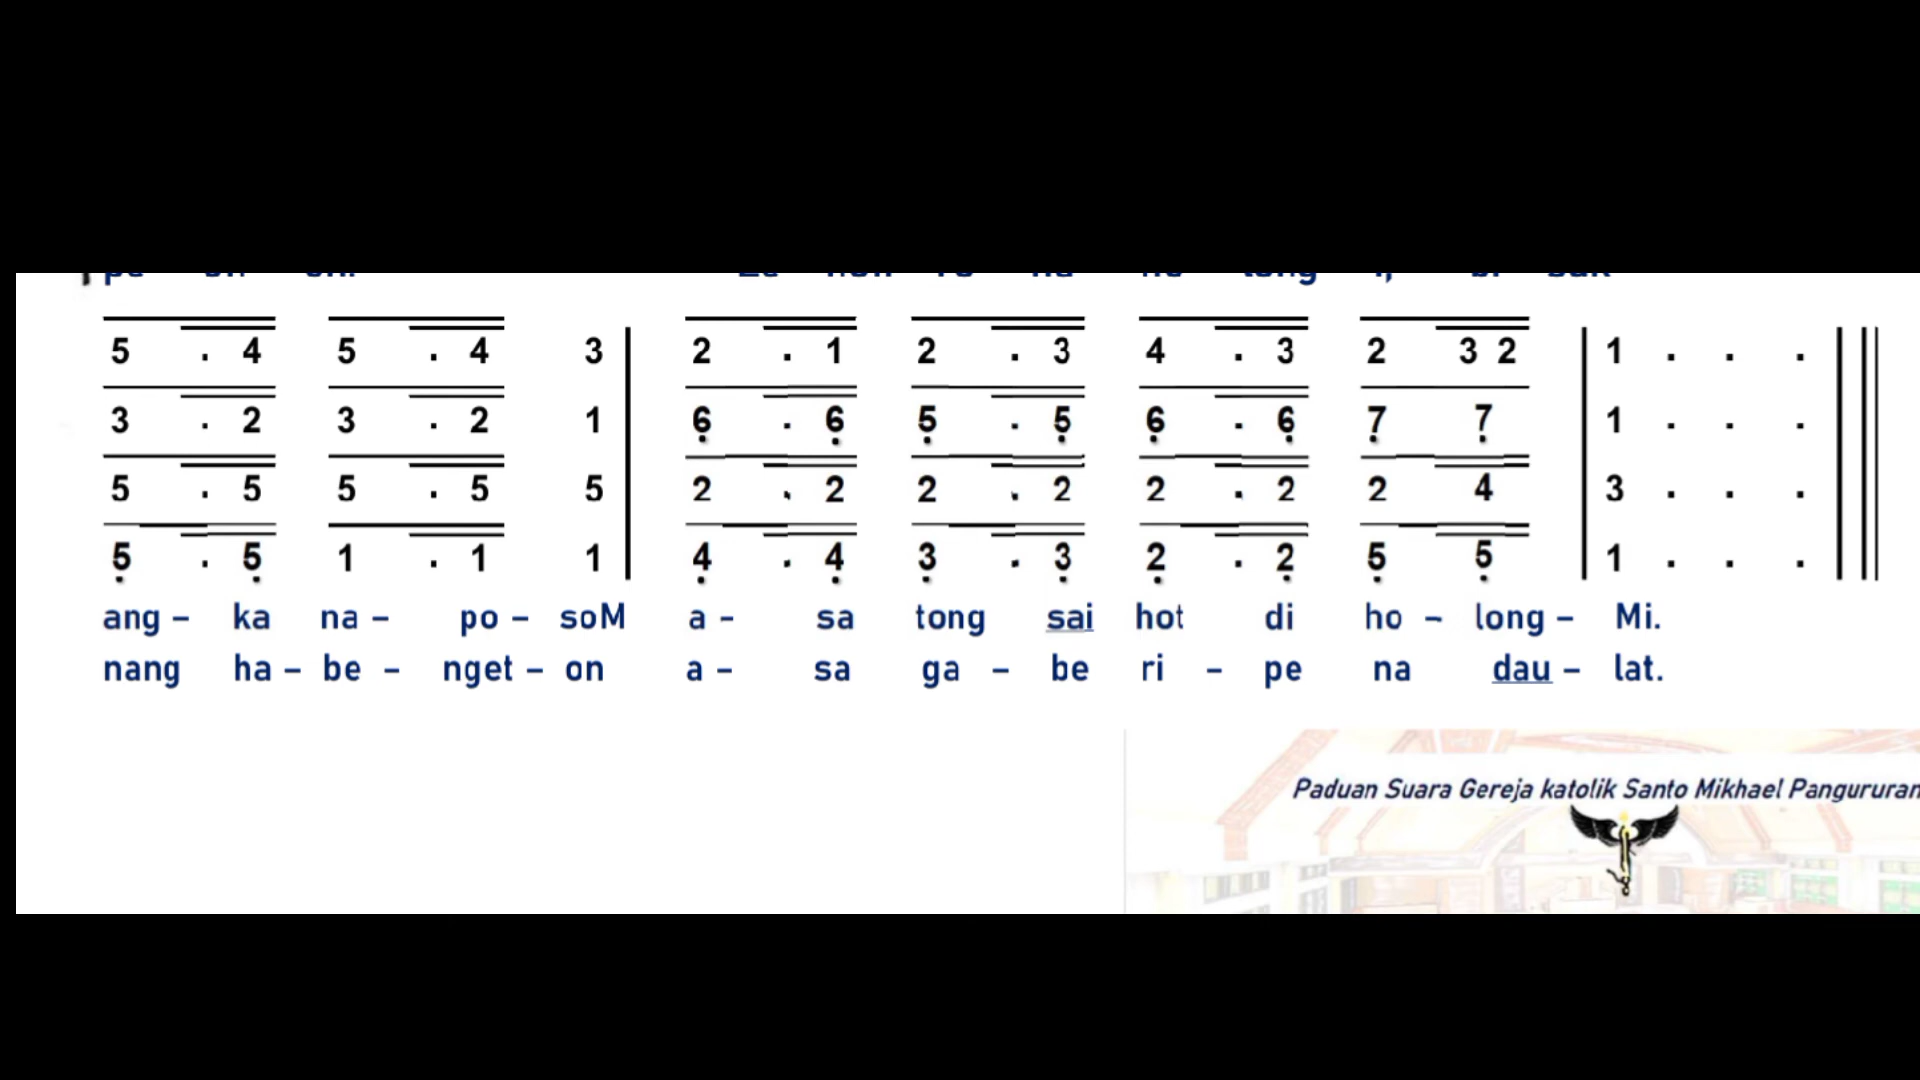 5 . 4 5 . 4 3 | 2 . 1 2 . 3 4 . 3 2 3 2 | 1 . . .
3 . 2 3 . 2 1 6̣ . 6̣ 5̣ . 5̣ 6̣ . 6̣ 7̣ 7̣ 1 . . .
5 . 5 5 . 5 5 2 . 2 2 . 2 2 . 2 2 4 3 . . .
5̣ . 5̣ 1 . 1 1 4̣ . 4̣ 3̣ . 3̣ 2̣ . 2̣ 5̣ 5̣ 1 . . .
ang – ka na – po – soM a – sa tong sai hot di ho – long – Mi.
nang ha – be – nget – on a – sa ga – be ri – pe na dau – lat.
Paduan Suara Gereja katolik Santo Mikhael Pangururan